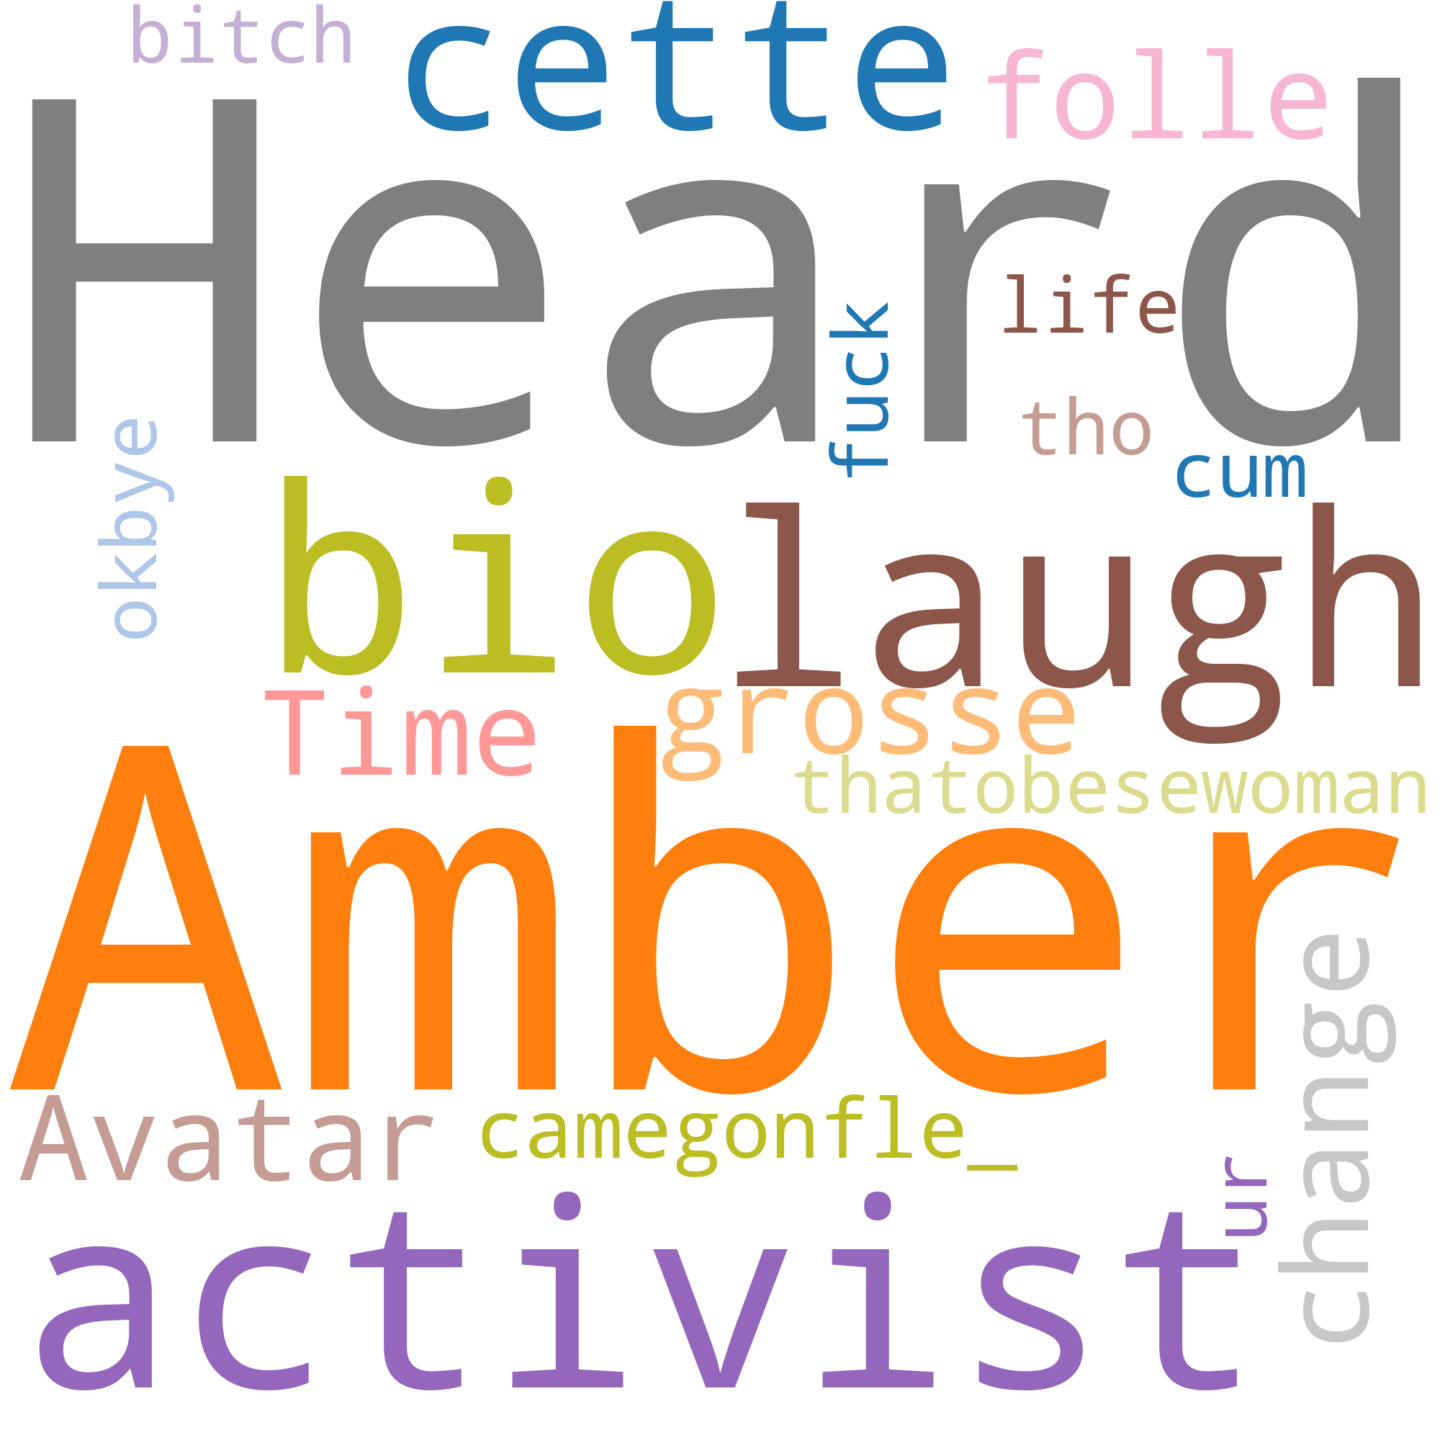 bitch
cette
folle
Heard
life
fuck
tho
cum
okbye
bio
laugh
Time
grosse
thatobesewoman
Amber
change
Avatar
camegonfle_
ur
activist